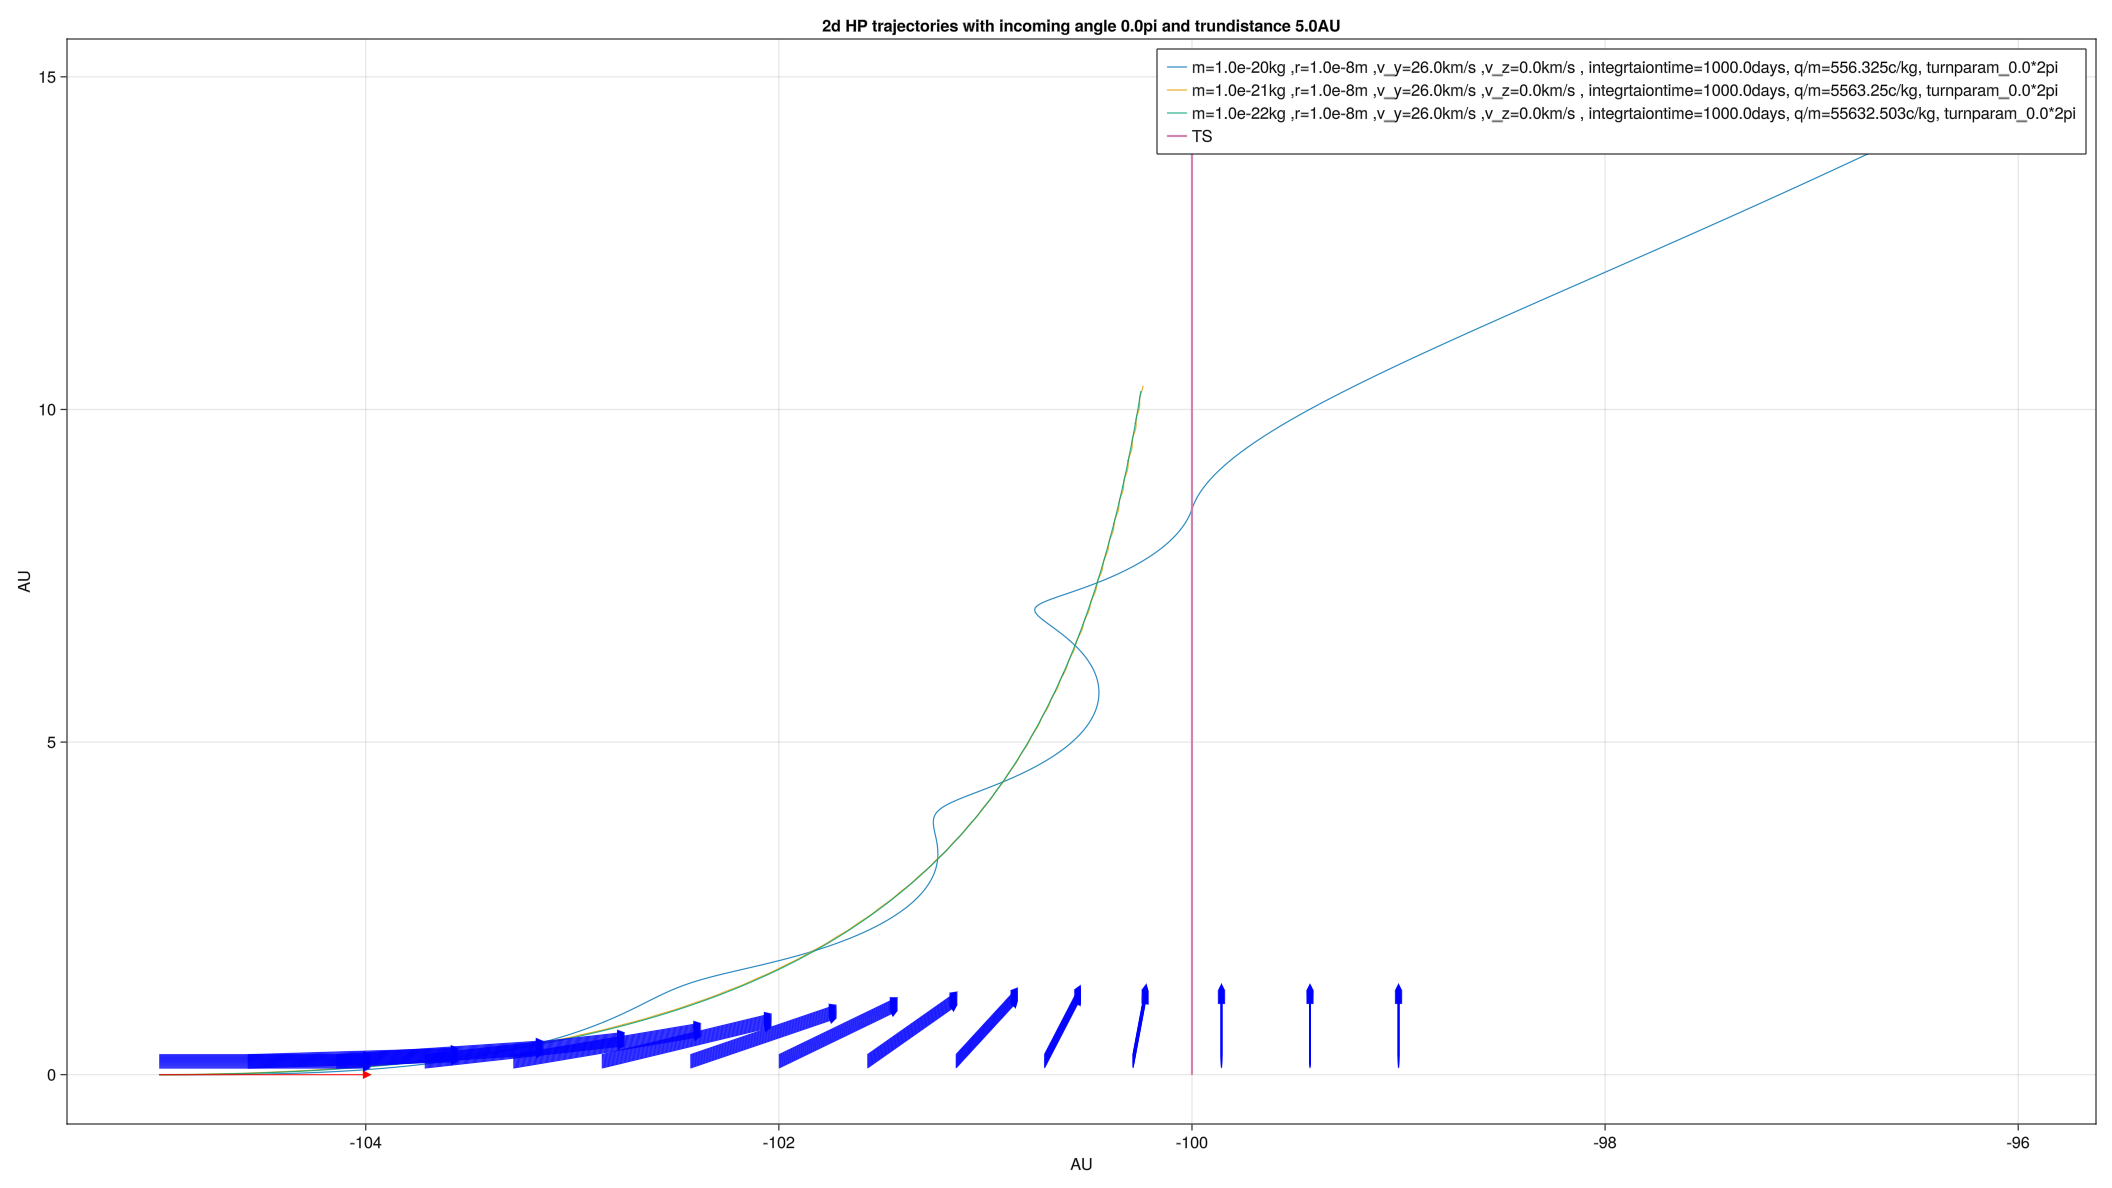 2d HP trajectories with incoming angle 0.0pi and trundistance 5.0AU
m=1.0e-20kg ,r=1.0e-8m ,v_y=26.0km/s ,v_z=0.0km/s , integrtaiontime=1000.0days, q/m=556.325c/kg, turnparam_0.0*2pi
m=1.0e-21kg ,r=1.0e-8m ,v_y=26.0km/s ,v_z=0.0km/s , integrtaiontime=1000.0days, q/m=5563.25c/kg, turnparam_0.0*2pi
m=1.0e-22kg ,r=1.0e-8m ,v_y=26.0km/s ,v_z=0.0km/s , integrtaiontime=1000.0days, q/m=55632.503c/kg, turnparam_0.0*2pi
TS
15
10
5
0
AU
-104
-102
-100
-98
-96
AU